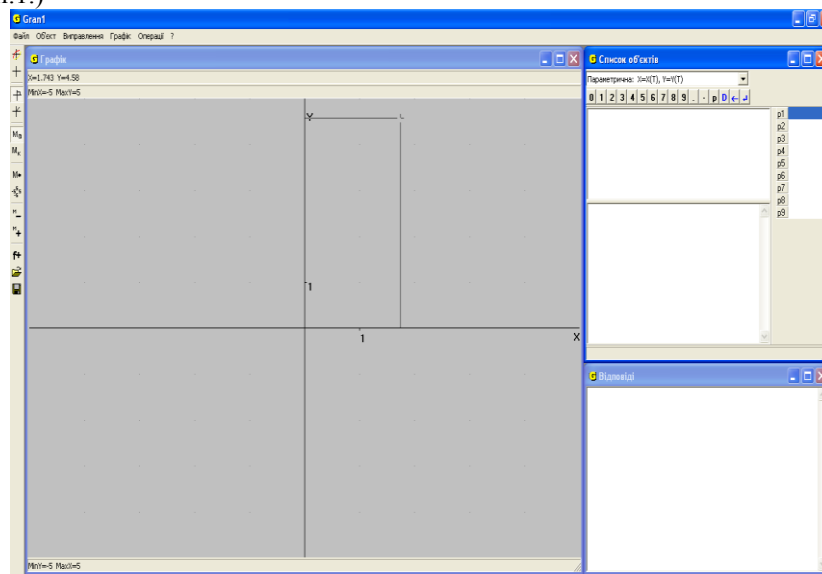 н.1.)
Gran1
Файл Об'єкт Виправлення Графік Операції ?
Графік
X=1.743 Y=4.58
MinX=-5 MaxY=5
Y
1
1
X
MinY=-5 MaxX=5
Список об'єктів
Параметрична: X=X(T), Y=Y(T)
0 1 2 3 4 5 6 7 8 9 . - p D ← ↲
p1
p2
p3
p4
p5
p6
p7
p8
p9
Відповіді